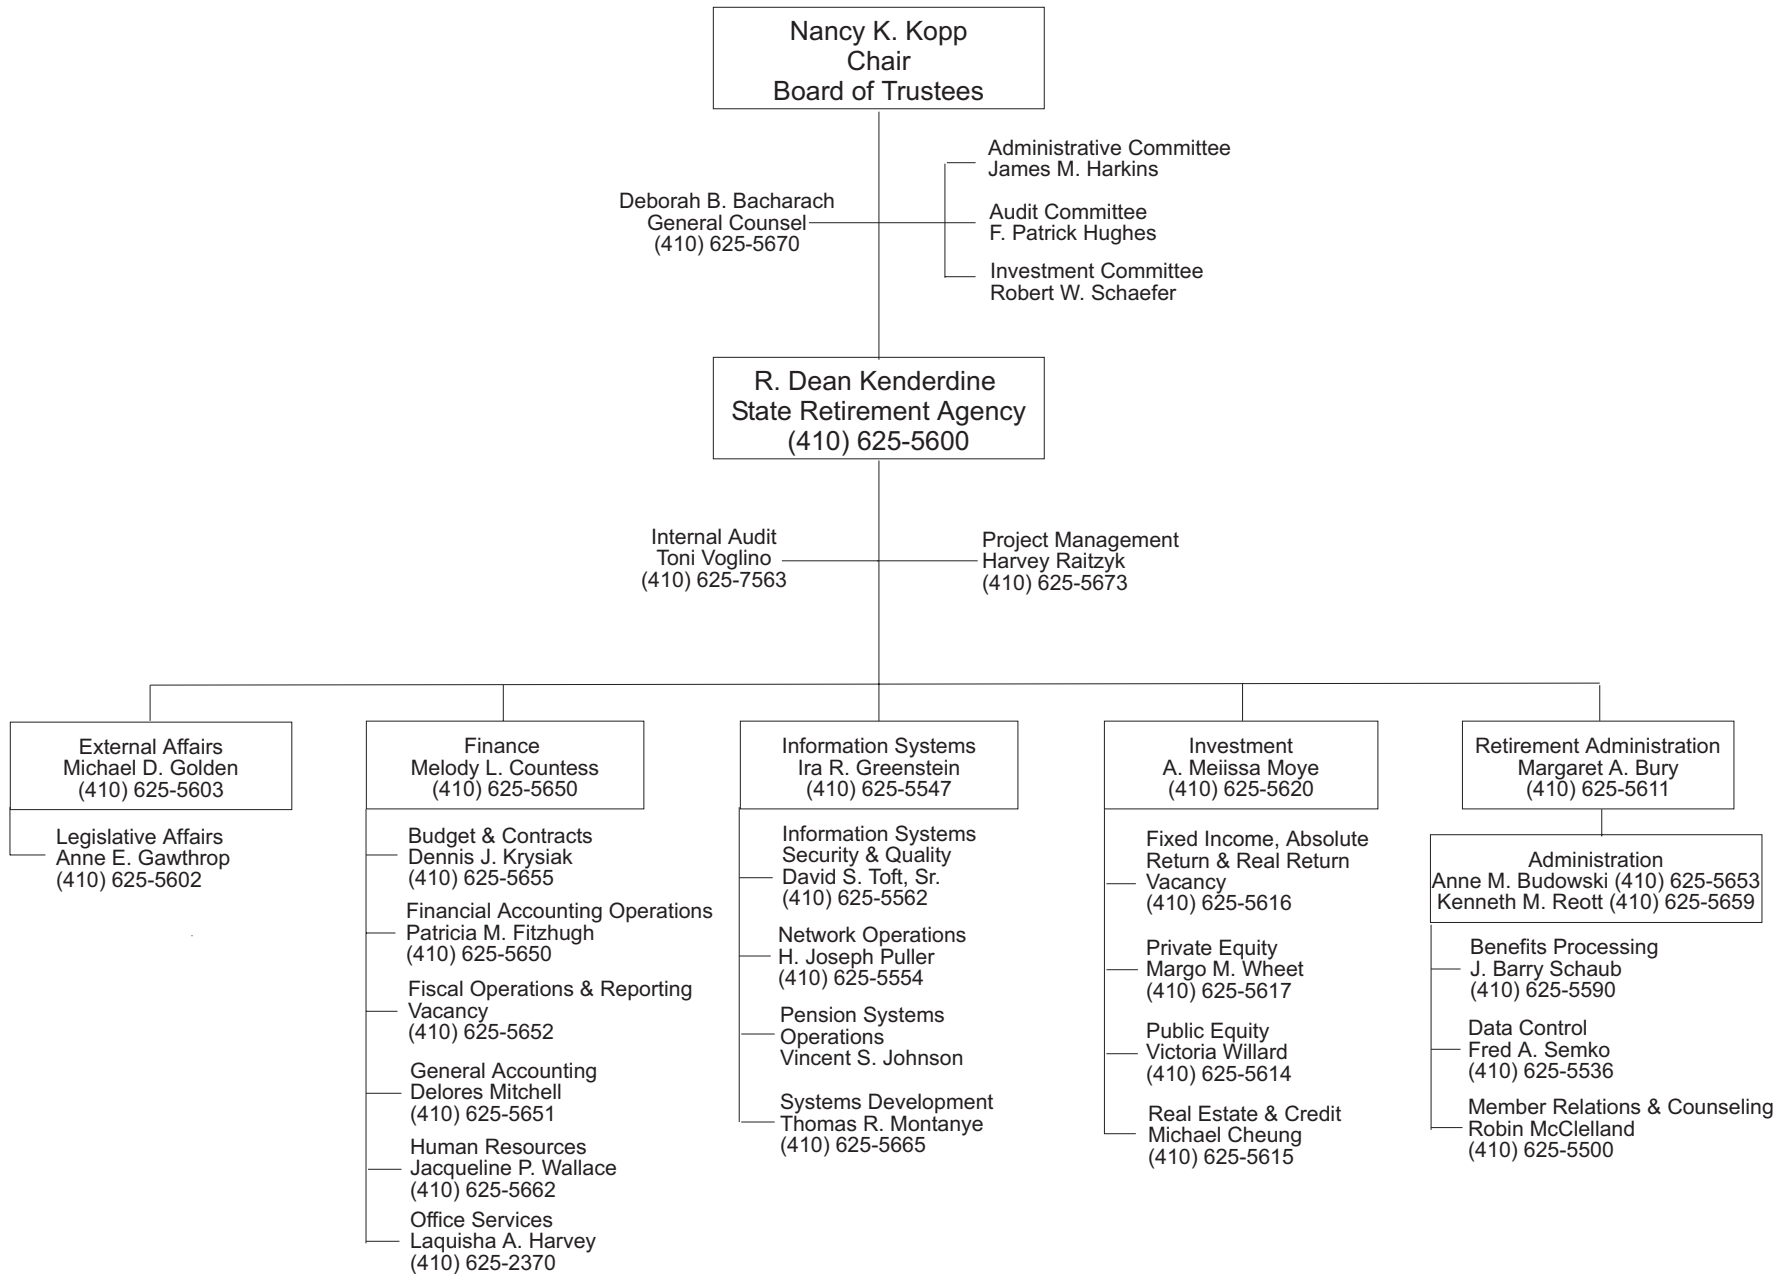 Nancy K. Kopp
Chair
Board of Trustees
Administrative Committee
James M. Harkins
Deborah B. Bacharach
General Counsel
(410) 625-5670
Audit Committee
F. Patrick Hughes
Investment Committee
Robert W. Schaefer
R. Dean Kenderdine
State Retirement Agency
(410) 625-5600
Internal Audit
Toni Voglino
(410) 625-7563
Project Management
Harvey Raitzyk
(410) 625-5673
External Affairs
Michael D. Golden
(410) 625-5603
Legislative Affairs
Anne E. Gawthrop
(410) 625-5602
Finance
Melody L. Countess
(410) 625-5650
Budget & Contracts
Dennis J. Krysiak
(410) 625-5655
Financial Accounting Operations
Patricia M. Fitzhugh
(410) 625-5650
Fiscal Operations & Reporting
Vacancy
(410) 625-5652
General Accounting
Delores Mitchell
(410) 625-5651
Human Resources
Jacqueline P. Wallace
(410) 625-5662
Office Services
Laquisha A. Harvey
(410) 625-2370
Information Systems
Ira R. Greenstein
(410) 625-5547
Information Systems
Security & Quality
David S. Toft, Sr.
(410) 625-5562
Network Operations
H. Joseph Puller
(410) 625-5554
Pension Systems
Operations
Vincent S. Johnson
Systems Development
Thomas R. Montanye
(410) 625-5665
Investment
A. Meiissa Moye
(410) 625-5620
Fixed Income, Absolute
Return & Real Return
Vacancy
(410) 625-5616
Private Equity
Margo M. Wheet
(410) 625-5617
Public Equity
Victoria Willard
(410) 625-5614
Real Estate & Credit
Michael Cheung
(410) 625-5615
Retirement Administration
Margaret A. Bury
(410) 625-5611
Administration
Anne M. Budowski (410) 625-5653
Kenneth M. Reott (410) 625-5659
Benefits Processing
J. Barry Schaub
(410) 625-5590
Data Control
Fred A. Semko
(410) 625-5536
Member Relations & Counseling
Robin McClelland
(410) 625-5500